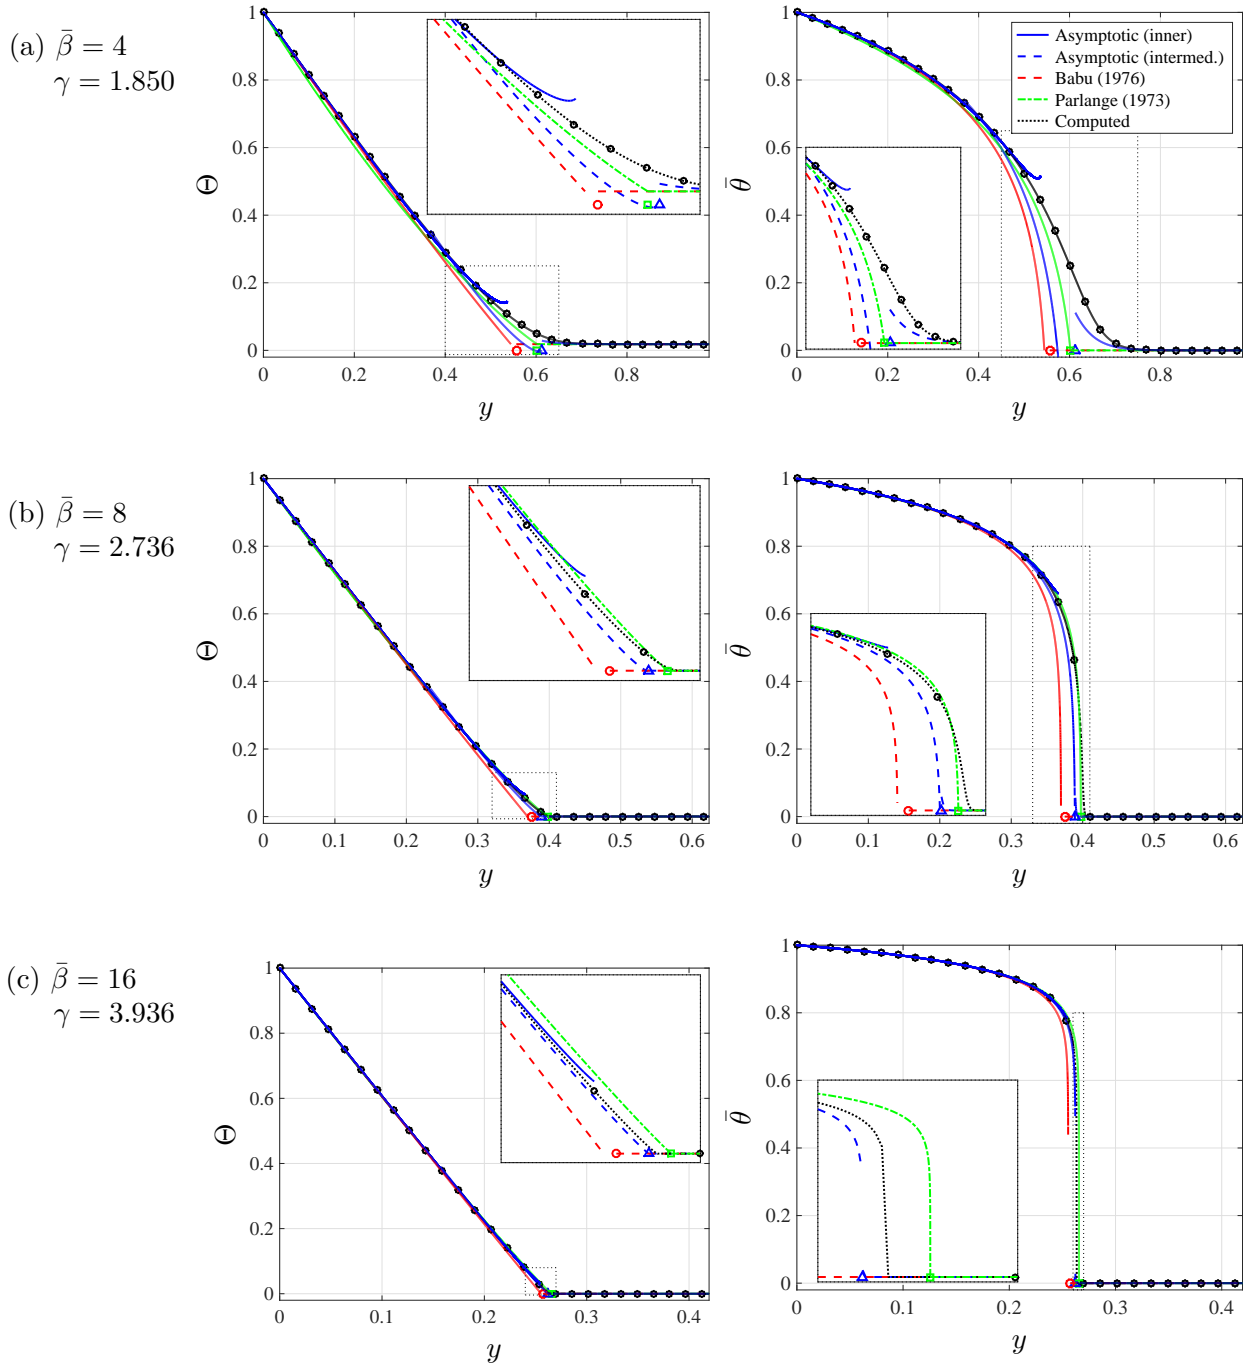 (a) β̄ = 4
γ = 1.850
1
0.8
0.6
0.4
0.2
0
0 0.2 0.4 0.6 0.8
Θ
y
1
0.8
0.6
0.4
0.2
0
0 0.2 0.4 0.6 0.8
θ̄
y
Asymptotic (inner)
Asymptotic (intermed.)
Babu (1976)
Parlange (1973)
Computed
(b) β̄ = 8
γ = 2.736
1
0.8
0.6
0.4
0.2
0
0 0.1 0.2 0.3 0.4 0.5 0.6
Θ
y
1
0.8
0.6
0.4
0.2
0
0 0.1 0.2 0.3 0.4 0.5 0.6
θ̄
y
(c) β̄ = 16
γ = 3.936
1
0.8
0.6
0.4
0.2
0
0 0.1 0.2 0.3 0.4
Θ
y
1
0.8
0.6
0.4
0.2
0
0 0.1 0.2 0.3 0.4
θ̄
y